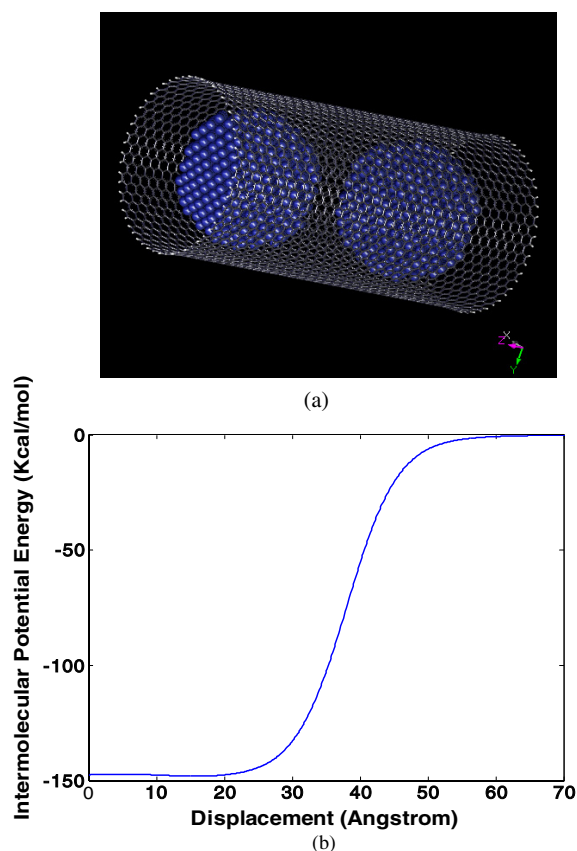 X
Z
Y
(a)
Intermolecular Potential Energy (Kcal/mol)
0
-50
-100
-150
0 10 20 30 40 50 60 70
Displacement (Angstrom)
(b)